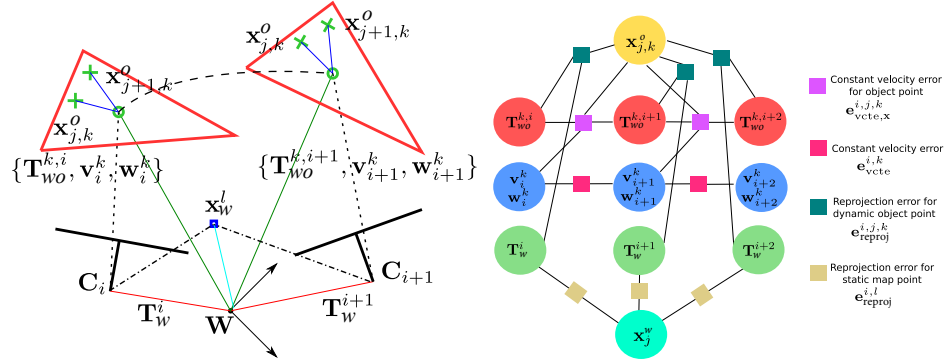 x^o_{j,k}
x^o_{j+1,k}
x^o_{j+1,k}
x^o_{j,k}
{T^{k,i}_{wo}, v^k_i, w^k_i}
{T^{k,i+1}_{wo}, v^k_{i+1}, w^k_{i+1}}
x^l_w
C_i
C_{i+1}
T^i_w
T^{i+1}_w
W
x^o_{j,k}
T^{k,i}_{wo}
T^{k,i+1}_{wo}
T^{k,i+2}_{wo}
v^k_i
w^k_i
v^k_{i+1}
w^k_{i+1}
v^k_{i+2}
w^k_{i+2}
T^i_w
T^{i+1}_w
T^{i+2}_w
x^w_j
Constant velocity error
for object point
e^{i,j,k}_{vcte,x}
Constant velocity error
e^{i,k}_{vcte}
Reprojection error for
dynamic object point
e^{i,j,k}_{reproj}
Reprojection error for
static map point
e^{i,l}_{reproj}